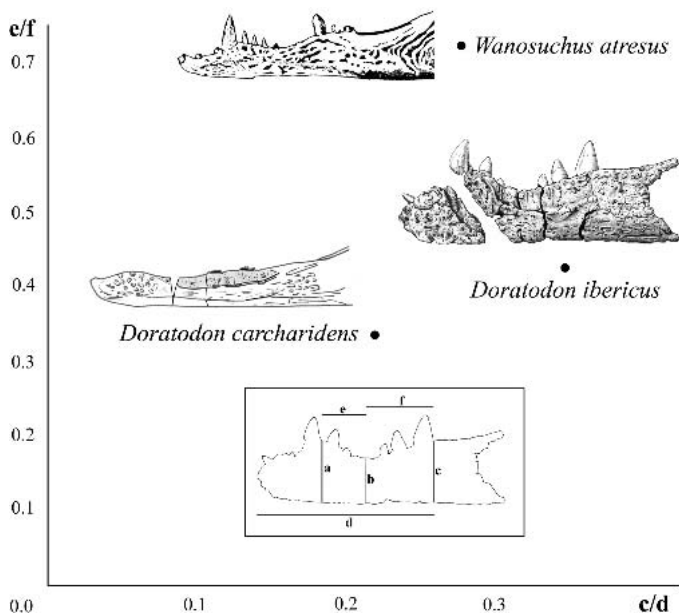 e/f
0.7
Wanosuchus atresus
0.6
0.5
0.4
Doratodon ibericus
Doratodon carcharidens
0.3
e
f
0.2
a
b
c
0.1
d
0.0
0.1
0.2
0.3
c/d